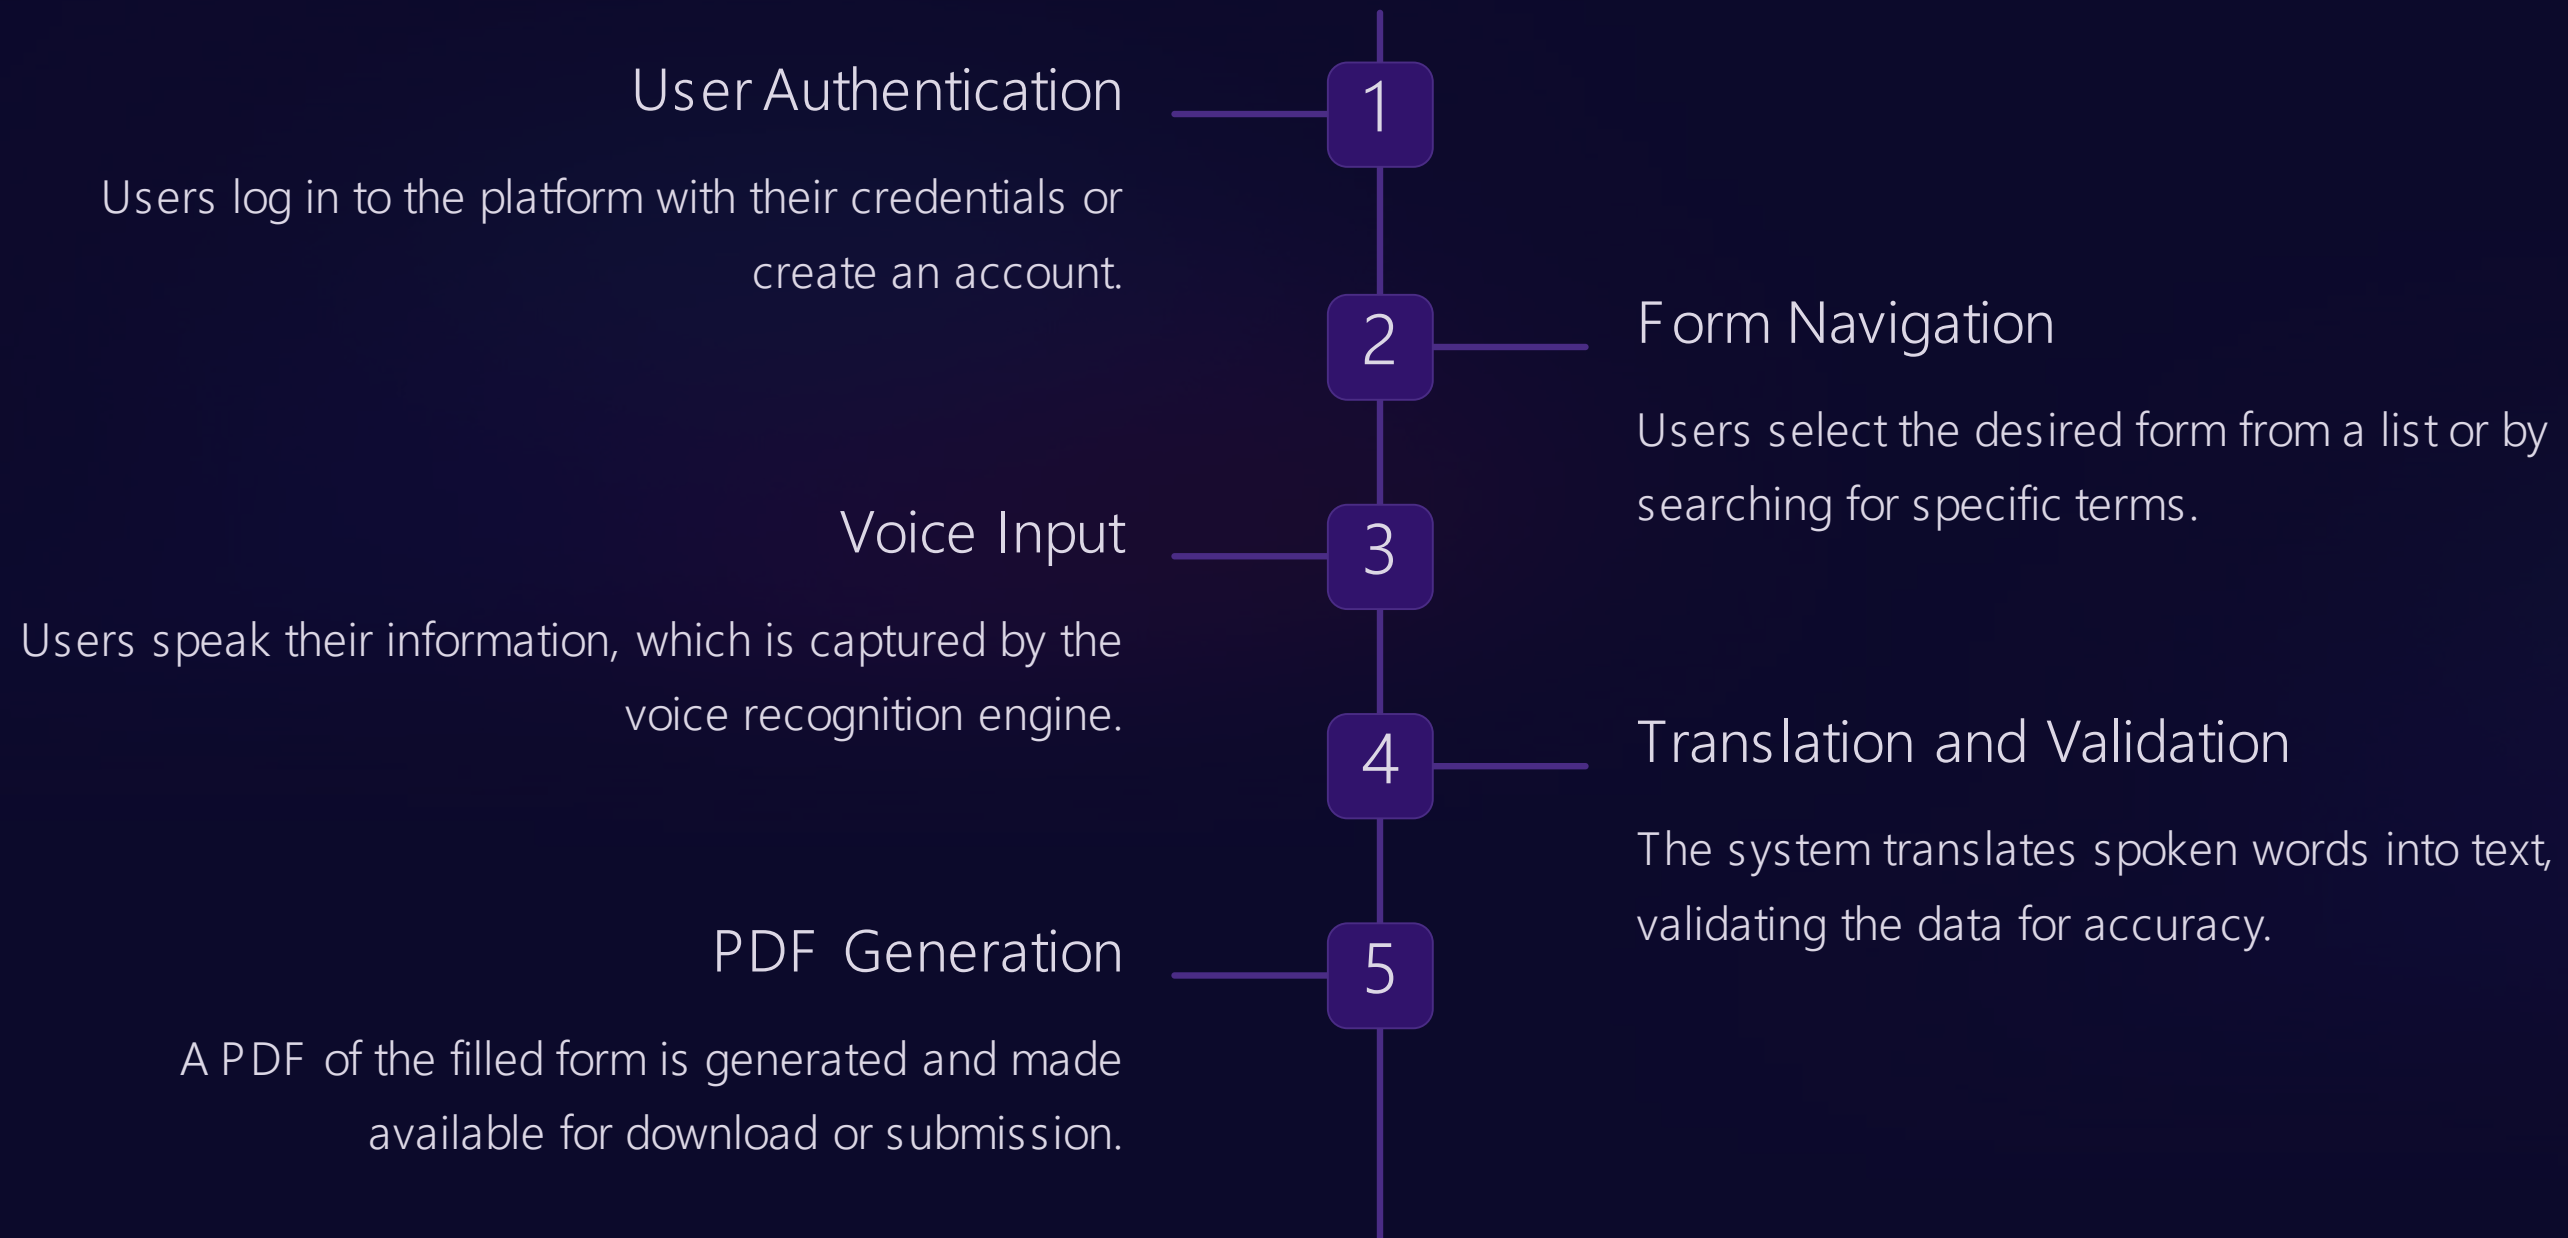 1
User Authentication
Users log in to the platform with their credentials or
create an account.
2
Form Navigation
Users select the desired form from a list or by
searching for specific terms.
3
Voice Input
Users speak their information, which is captured by the
voice recognition engine.
4
Translation and Validation
The system translates spoken words into text,
validating the data for accuracy.
5
PDF Generation
A PDF of the filled form is generated and made
available for download or submission.